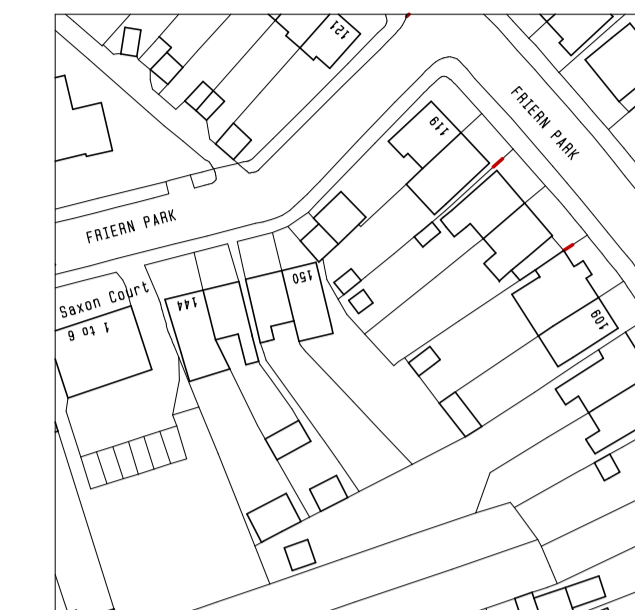 121
119
FRIERN PARK
FRIERN PARK
150
144
Saxon Court
1 to 6
109